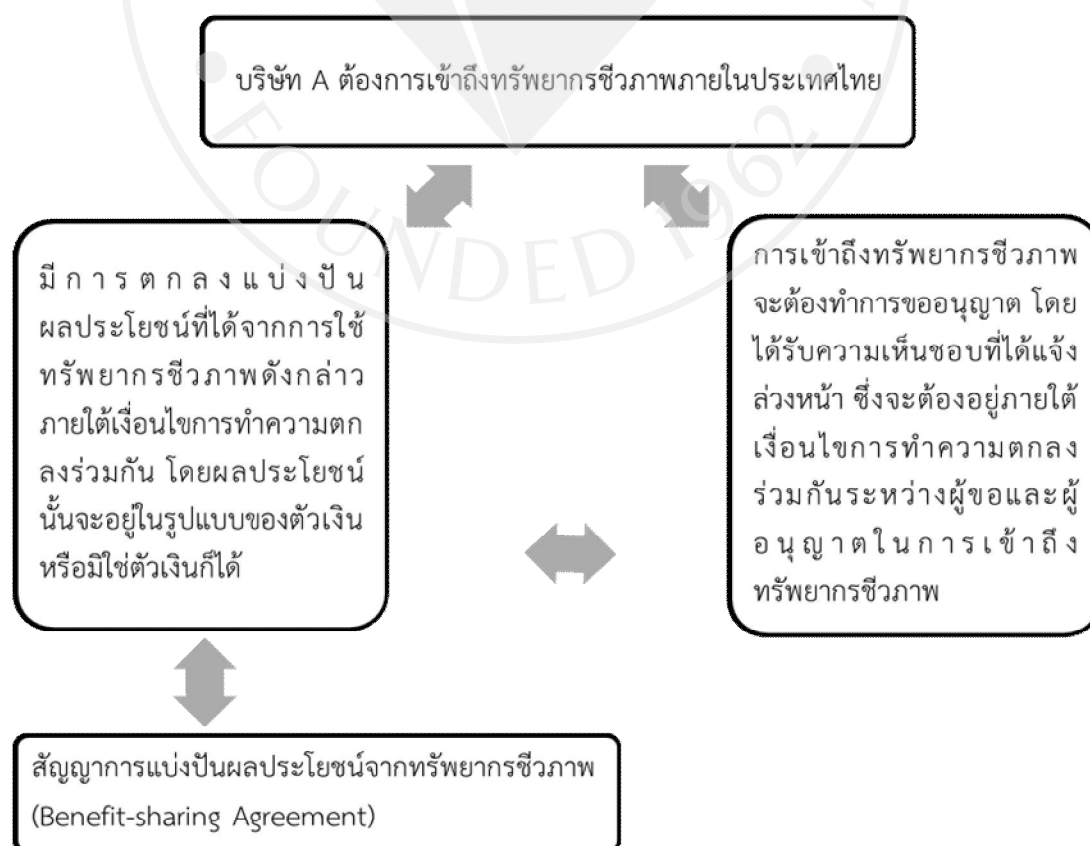 บริษัท A ต้องการเข้าถึงทรัพยากรชีวภาพภายในประเทศไทย
มีการตกลงแบ่งปัน
ผลประโยชน์ที่ได้จากการใช้
ทรัพยากรชีวภาพดังกล่าว
ภายใต้เงื่อนไขการทำความตก
ลงร่วมกัน โดยผลประโยชน์
นั้นจะอยู่ในรูปแบบของตัวเงิน
หรือมิใช่ตัวเงินก็ได้
การเข้าถึงทรัพยากรชีวภาพ
จะต้องทำการขออนุญาต โดย
ได้รับความเห็นชอบที่ได้แจ้ง
ล่วงหน้า ซึ่งจะต้องอยู่ภายใต้
เงื่อนไขการทำความตกลง
ร่วมกันระหว่างผู้ขอและผู้
อนุญาตในการเข้าถึง
ทรัพยากรชีวภาพ
สัญญาการแบ่งปันผลประโยชน์จากทรัพยากรชีวภาพ
(Benefit-sharing Agreement)
FOUNDED 1962